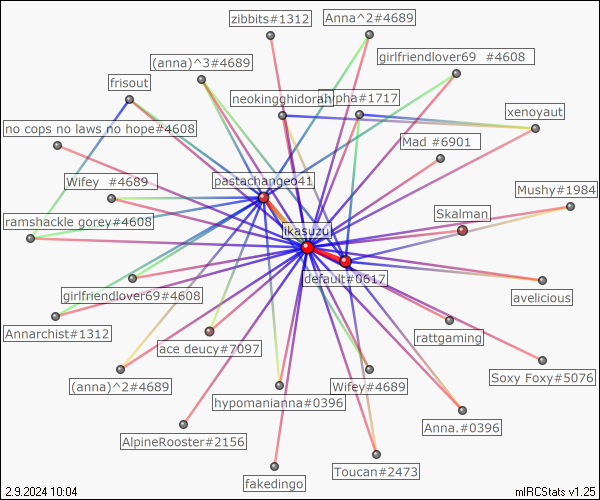 zibbits#1312
Anna^2#4689
girlfriendlover69 #4608
(anna)^3#4689
frisout
neokingghidorah
#1717
xenoyaut
no cops no laws no hope#4608
Mad #6901
pastachangeo41
Wifey #4689
Mushy#1984
Skalman
ramshackle gorey#4608
ikasuzu
default#0617
girlfriendlover69#4608
avelicious
Annarchist#1312
rattgaming
ace deucy#7097
Soxy Foxy#5076
(anna)^2#4689
Wifey#4689
hypomanianna#0396
Anna.#0396
AlpineRooster#2156
Toucan#2473
fakedingo
2.9.2024 10:04
mIRCStats v1.25